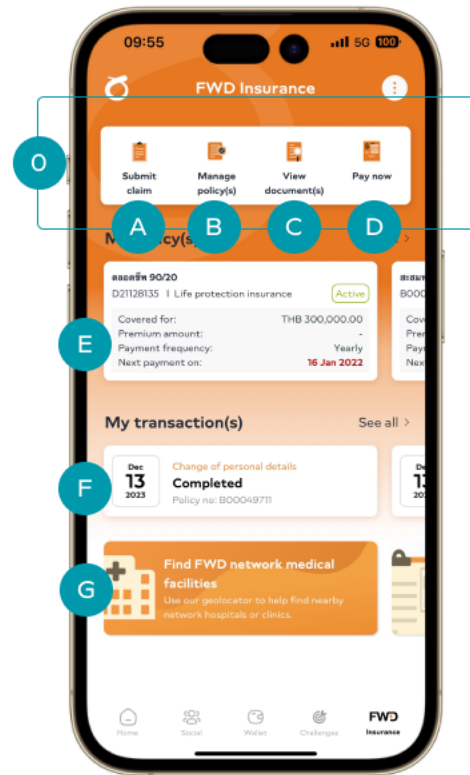 09:55
5G 100
FWD Insurance
O
Submit claim
Manage policy(s)
View document(s)
Pay now
A
B
C
D
cy(s)
ตลอดชีพ 90/20
D21128135 | Life protection insurance
Active
Covered for: THB 300,000.00
Premium amount: -
Payment frequency: Yearly
Next payment on: 16 Jan 2022
E
My transaction(s)
See all >
Dec
13
2023
Change of personal details
Completed
Policy no: B00049711
F
Find FWD network medical
facilities
Use our geolocator to help find nearby
network hospitals or clinics.
G
Home
Social
Wallet
Challenges
FWD
Insurance